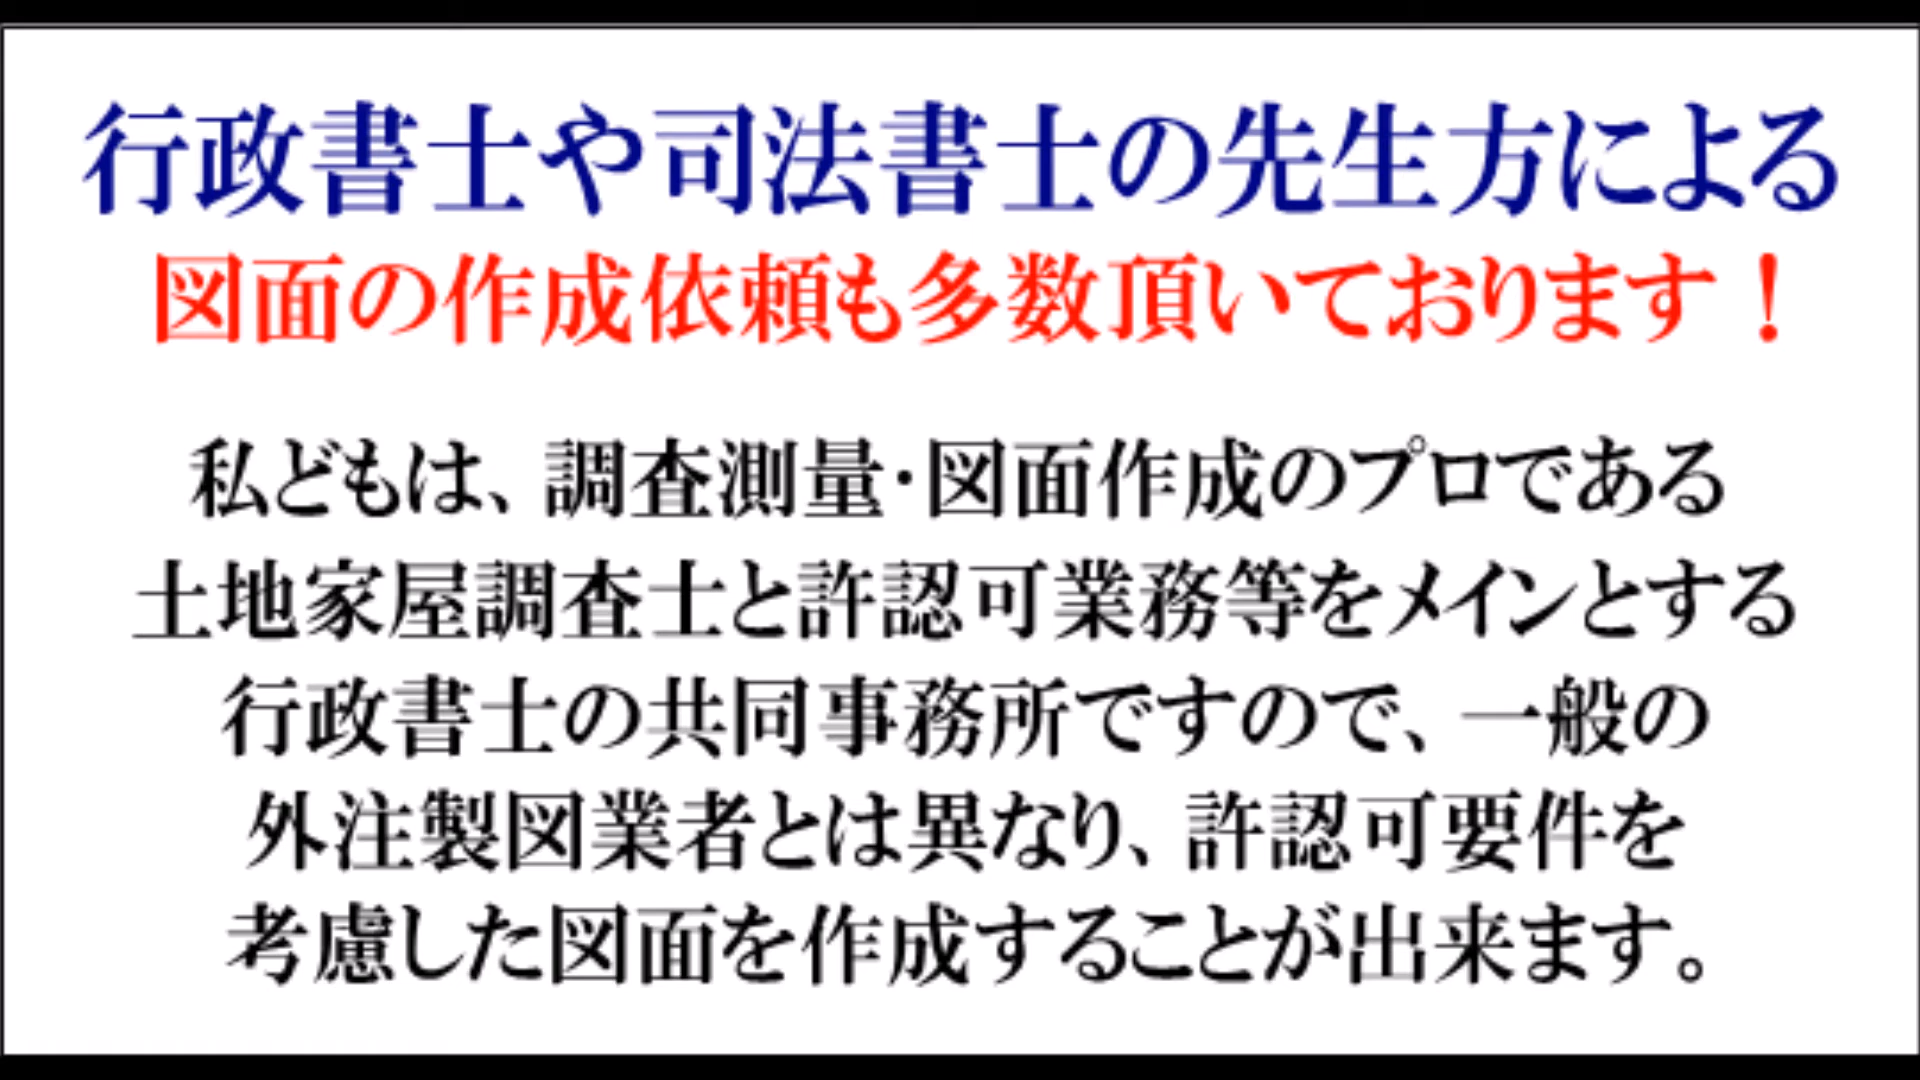 行政書士や司法書士の先生方による
図面の作成依頼も多数頂いております！
私どもは、調査測量・図面作成のプロである
土地家屋調査士と許認可業務等をメインとする
行政書士の共同事務所ですので、一般の
外注製図業者とは異なり、許認可要件を
考慮した図面を作成することが出来ます。